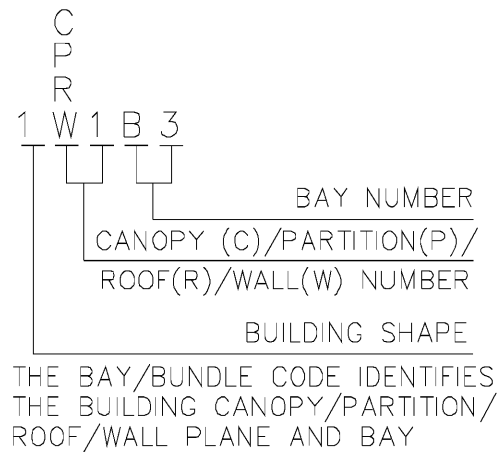 C
P
R
1 W 1 B 3
BAY NUMBER
CANOPY (C)/PARTITION(P)/
ROOF(R)/WALL(W) NUMBER
BUILDING SHAPE
THE BAY/BUNDLE CODE IDENTIFIES
THE BUILDING CANOPY/PARTITION/
ROOF/WALL PLANE AND BAY